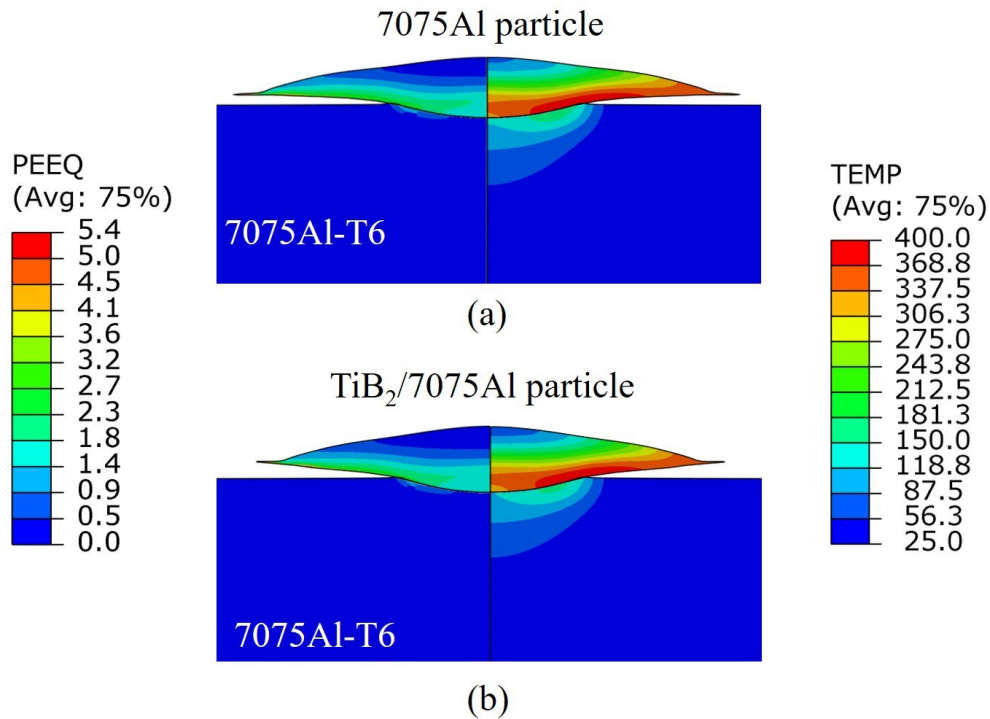 7075Al particle
7075Al-T6
(a)
PEEQ
(Avg: 75%)
5.4
5.0
4.5
4.1
3.6
3.2
2.7
2.3
1.8
1.4
0.9
0.5
0.0
TEMP
(Avg: 75%)
400.0
368.8
337.5
306.3
275.0
243.8
212.5
181.3
150.0
118.8
87.5
56.3
25.0
TiB₂/7075Al particle
7075Al-T6
(b)